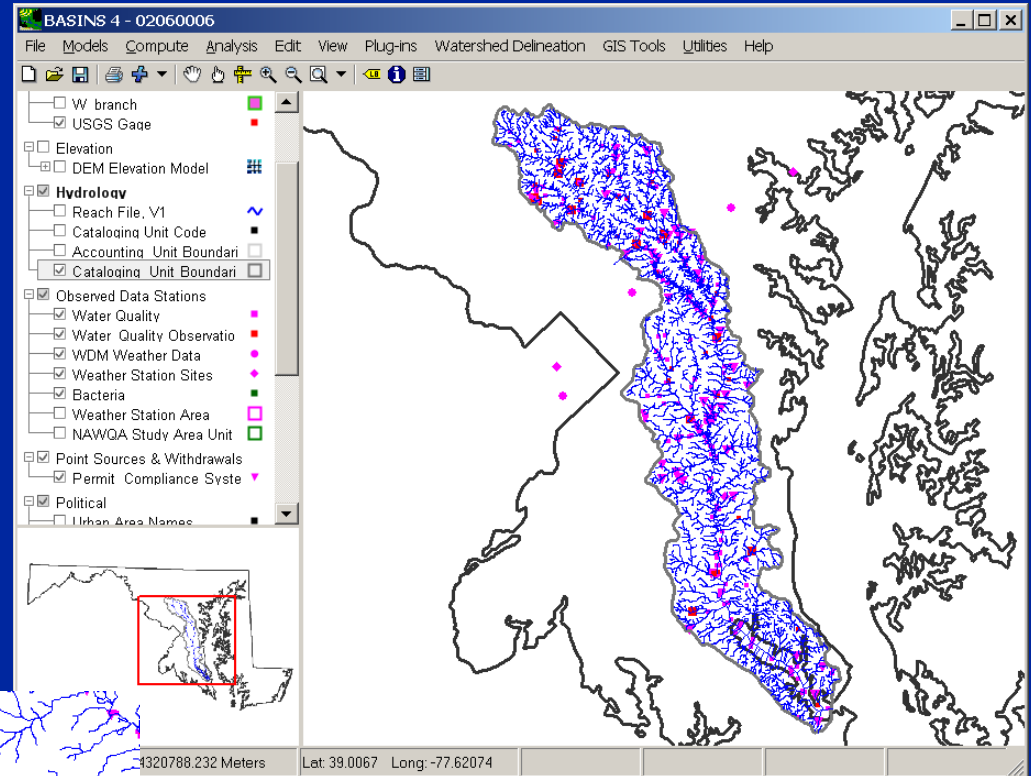 BASINS 4 - 02060006
File Models Compute Analysis Edit View Plug-ins Watershed Delineation GIS Tools Utilities Help
W_branch
USGS Gage
Elevation
DEM Elevation Model
Hydrology
Reach File, V1
Cataloging Unit Code
Accounting Unit Boundari
Cataloging Unit Boundari
Observed Data Stations
Water Quality
Water Quality Observatio
WDM Weather Data
Weather Station Sites
Bacteria
Weather Station Area
NAWQA Study Area Unit
Point Sources & Withdrawals
Permit Compliance Syste
Political
Urban Area Names
4320788.232 Meters Lat: 39.0067 Long: -77.62074